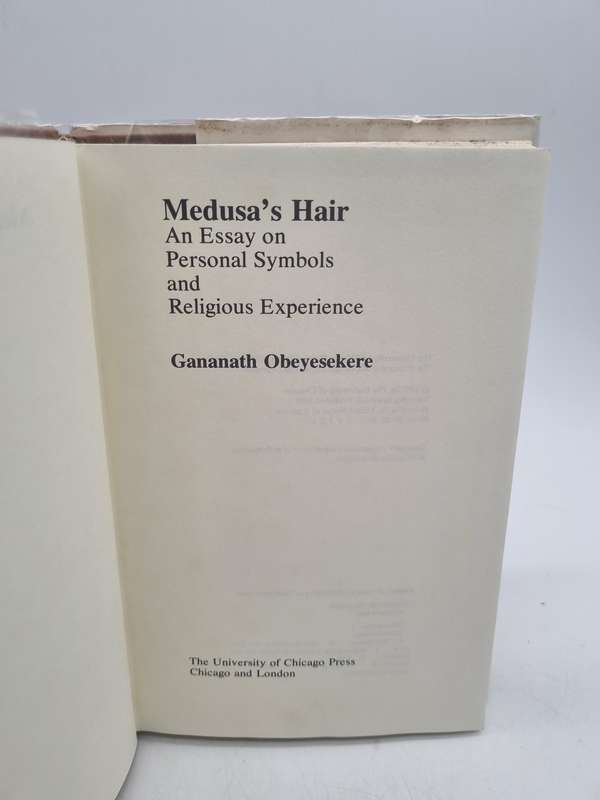 Medusa's Hair
An Essay on
Personal Symbols
and
Religious Experience
Gananath Obeyesekere
The University of Chicago Press
Chicago and London